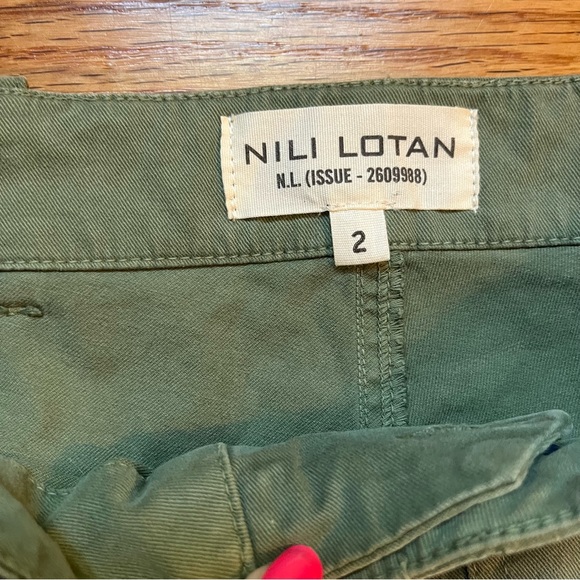 NILI LOTAN
N.L. (ISSUE - 2609988)
2